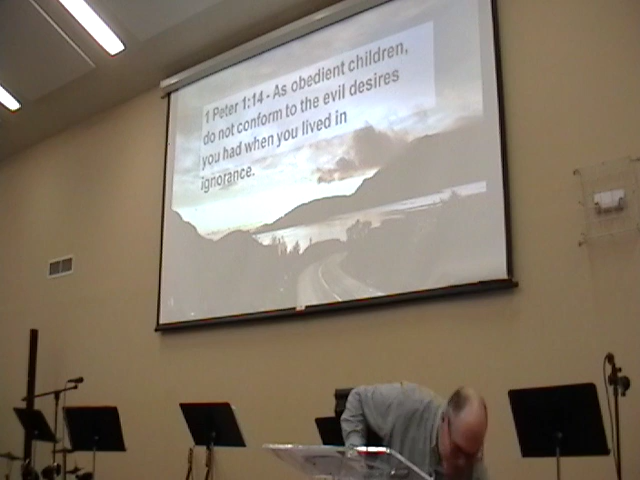 1 Peter 1:14 - As obedient children,
do not conform to the evil desires
you had when you lived in
ignorance.